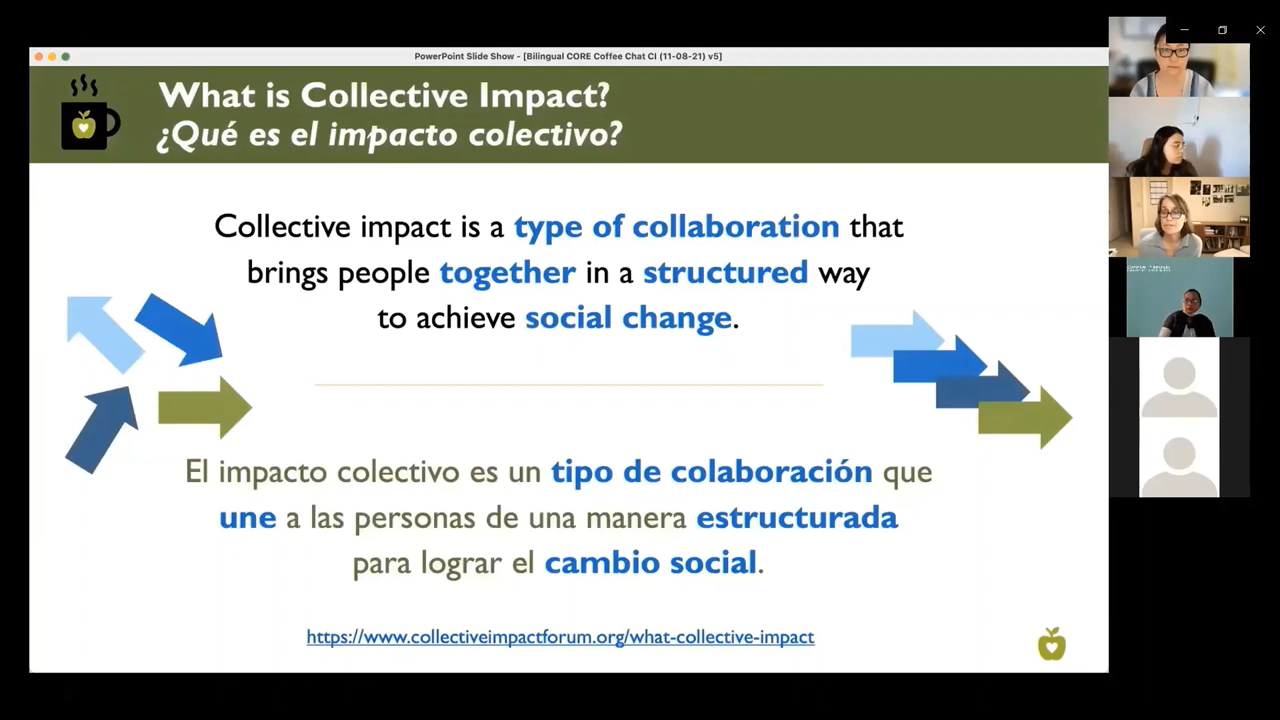 PowerPoint Slide Show - [Bilingual CORE Coffee Chat CI (11-08-21) v5]
What is Collective Impact?
¿Qué es el impacto colectivo?
Collective impact is a type of collaboration that
brings people together in a structured way
to achieve social change.
El impacto colectivo es un tipo de colaboración que
une a las personas de una manera estructurada
para lograr el cambio social.
https://www.collectiveimpactforum.org/what-collective-impact